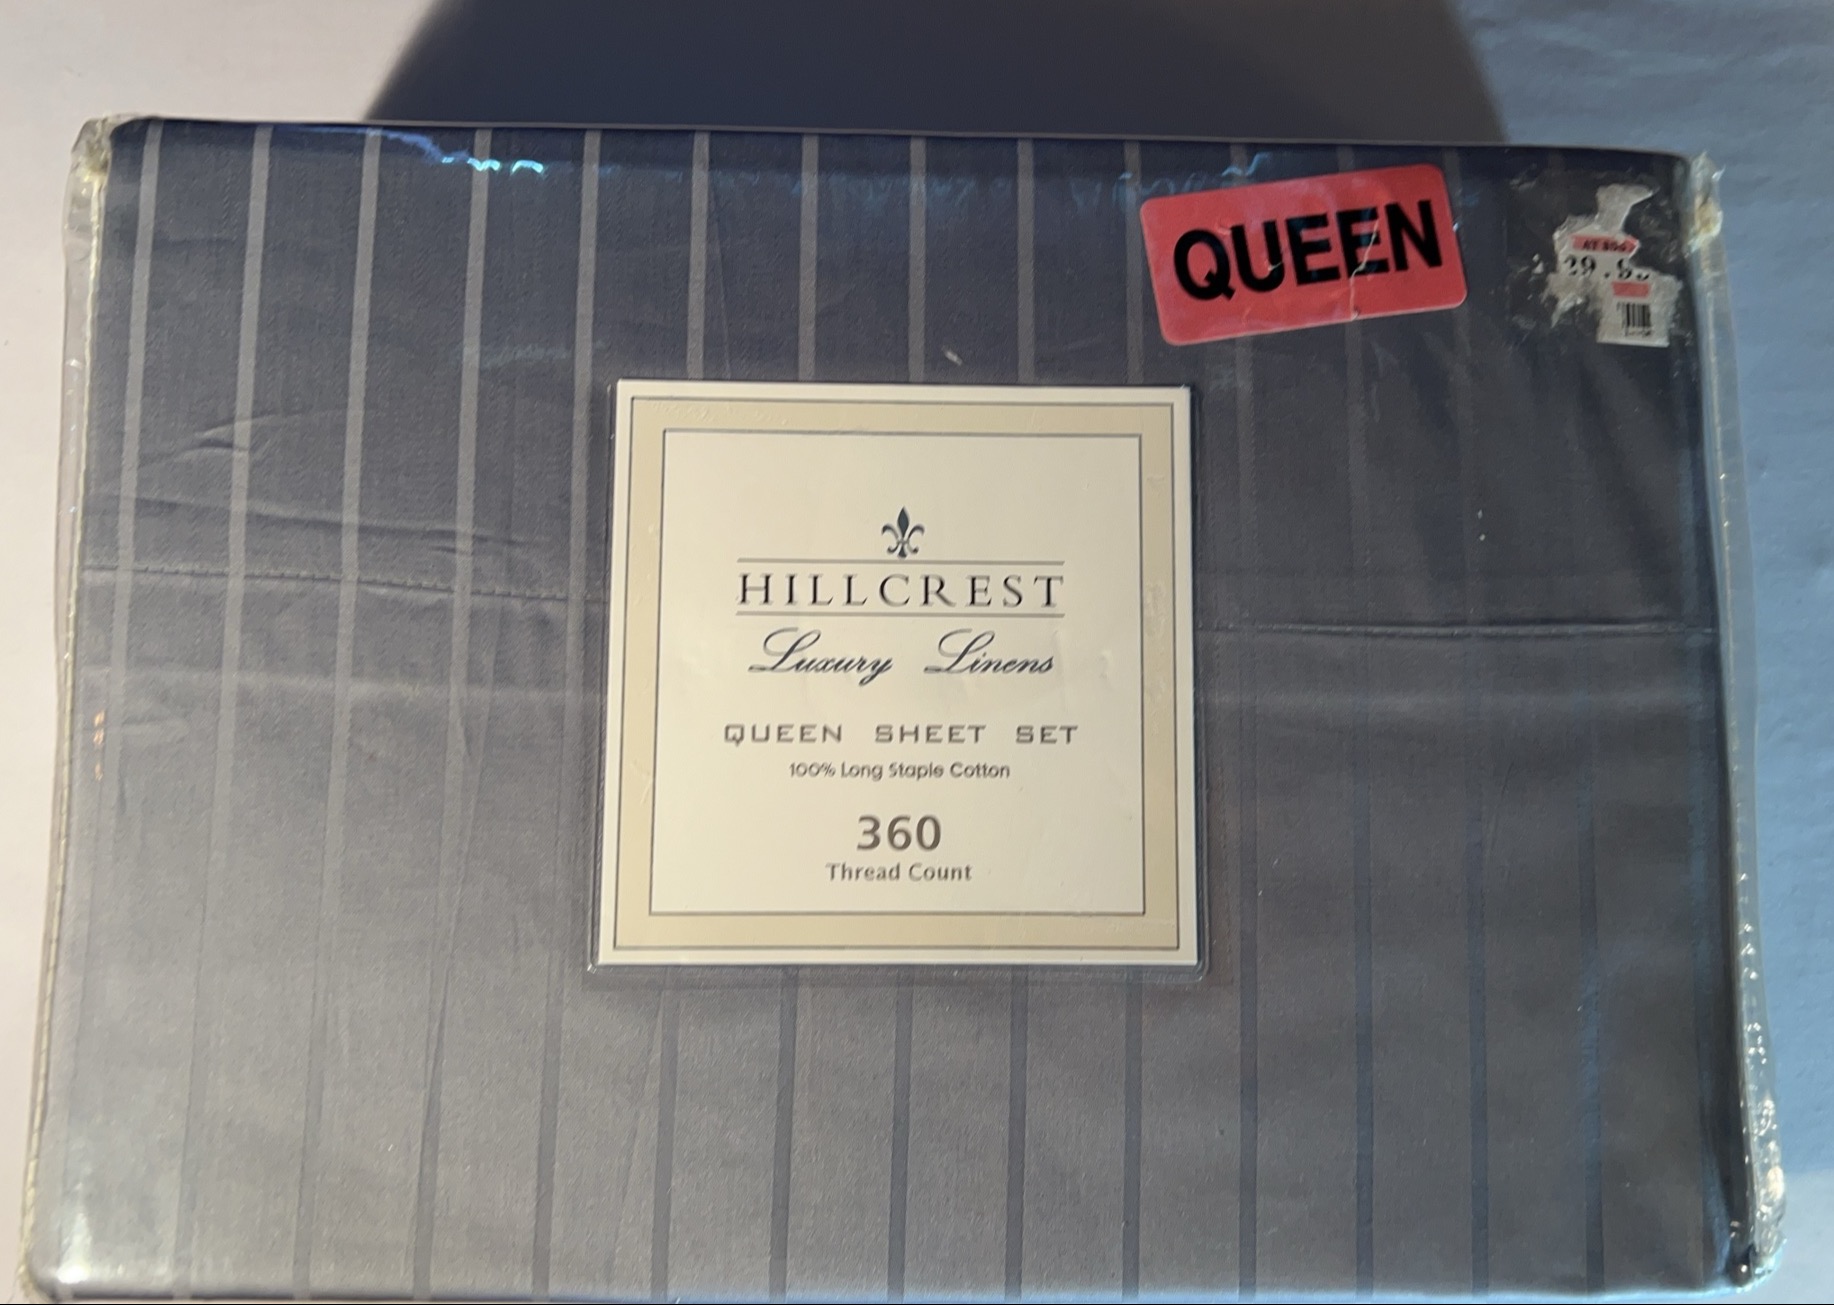 QUEEN
HILLCREST
Luxury Linens
QUEEN SHEET SET
100% Long Staple Cotton
360
Thread Count